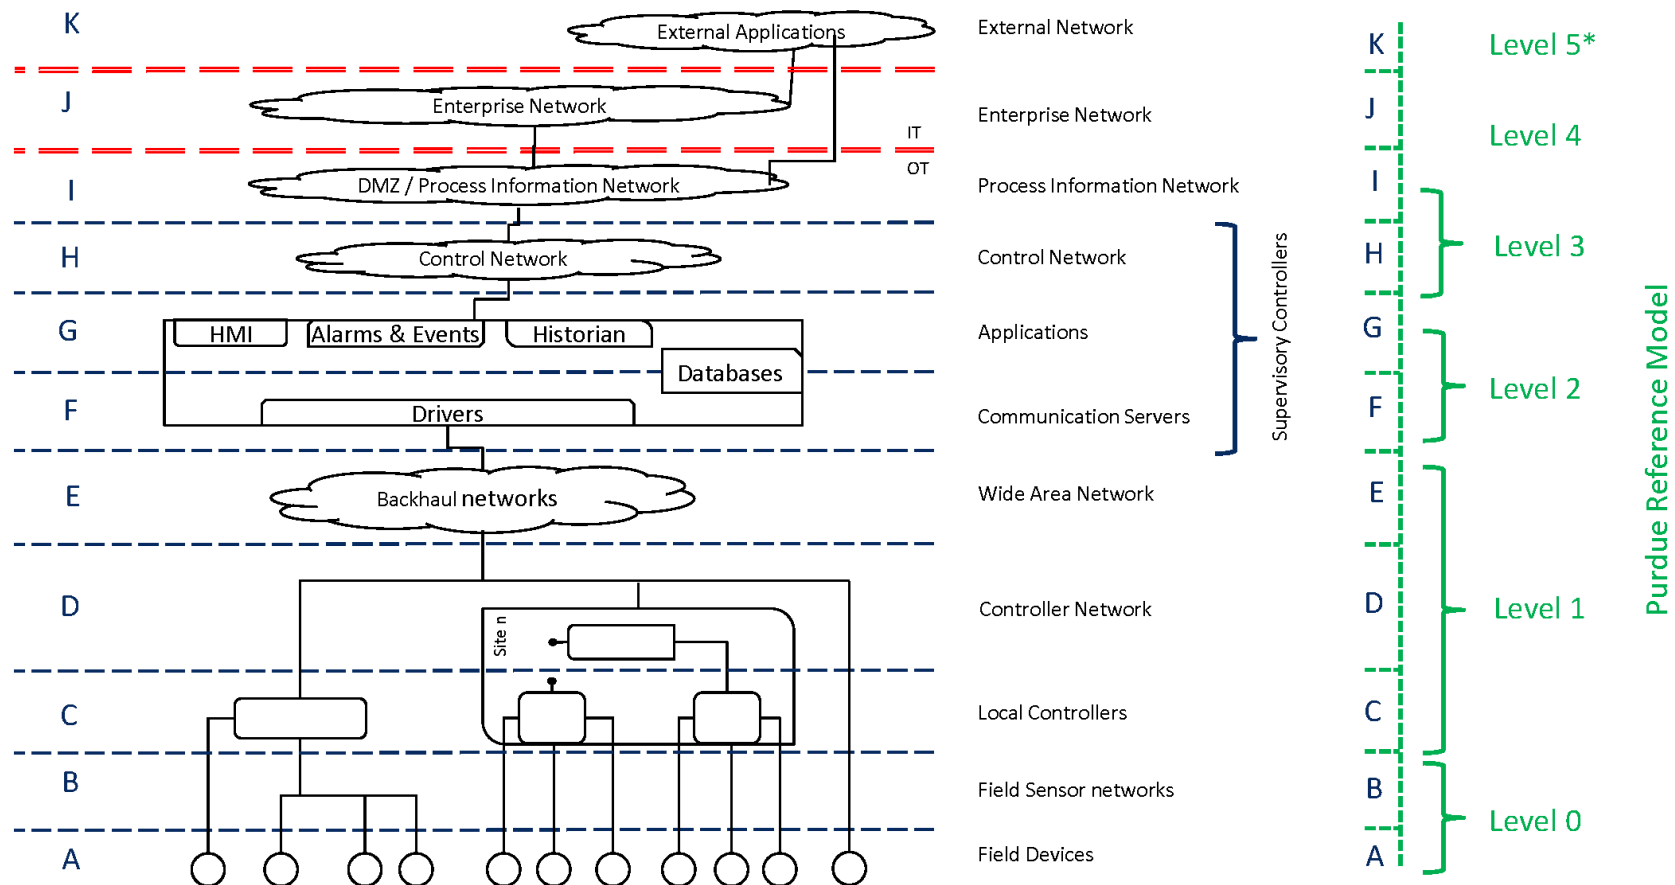 K
External Applications
External Network
K
Level 5*
J
Enterprise Network
Enterprise Network
J
IT
Level 4
OT
I
DMZ / Process Information Network
Process Information Network
I
H
Control Network
Control Network
H
Level 3
Supervisory Controllers
Purdue Reference Model
G
HMI
Alarms & Events
Historian
Applications
G
Databases
Level 2
F
Drivers
Communication Servers
F
E
Backhaul networks
Wide Area Network
E
D
Site n
Controller Network
D
Level 1
C
Local Controllers
C
B
Field Sensor networks
B
Level 0
A
Field Devices
A